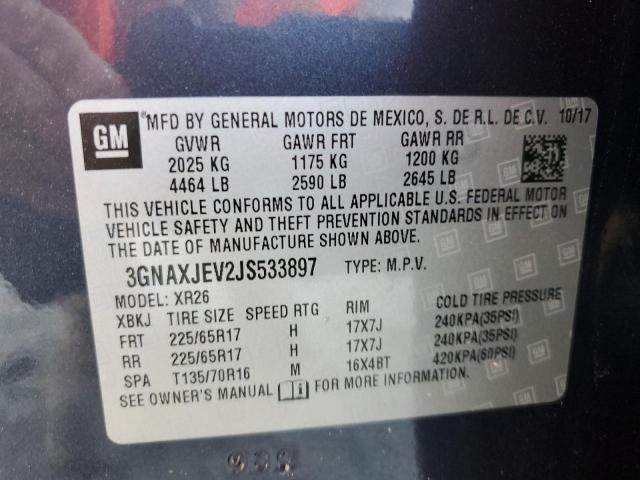 GM
®MFD BY GENERAL MOTORS DE MEXICO, S. DE R.L. DE C.V. 10/17
GVWR GAWR FRT GAWR RR
2025 KG 1175 KG 1200 KG
4464 LB 2590 LB 2645 LB
THIS VEHICLE CONFORMS TO ALL APPLICABLE U.S. FEDERAL MOTOR
VEHICLE SAFETY AND THEFT PREVENTION STANDARDS IN EFFECT ON
THE DATE OF MANUFACTURE SHOWN ABOVE.
3GNAXJEV2JS533897 TYPE: M.P.V.
MODEL: XR26
XBKJ TIRE SIZE SPEED RTG RIM COLD TIRE PRESSURE
FRT 225/65R17 H 17X7J 240KPA(35PSI)
RR 225/65R17 H 17X7J 240KPA(35PSI)
SPA T135/70R16 M 16X4BT 420KPA(60PSI)
SEE OWNER'S MANUAL FOR MORE INFORMATION.